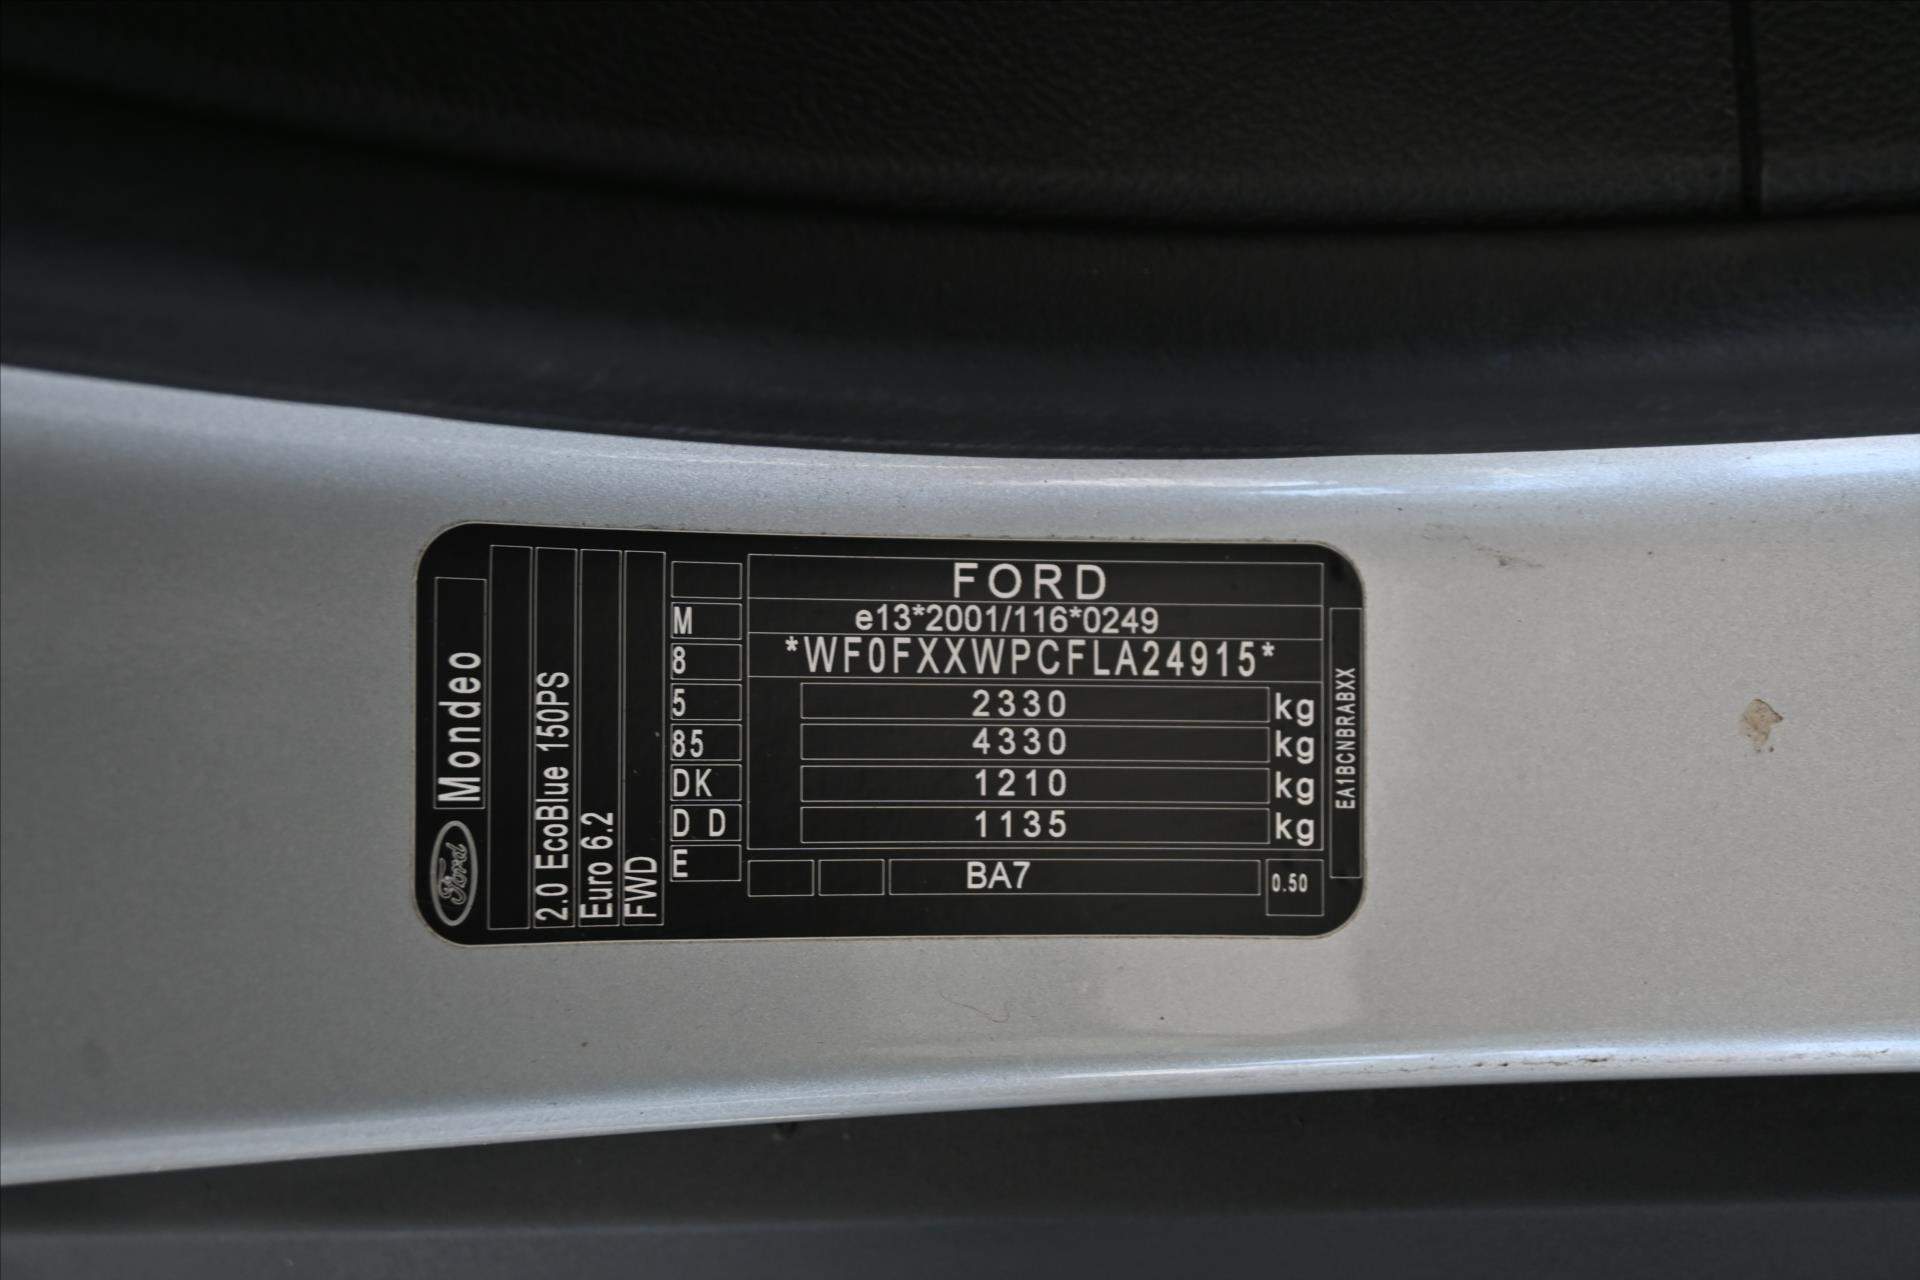 Ford
Mondeo
2.0 EcoBlue 150PS
Euro 6.2
FWD
M
8
5
85
DK
D D
E
FORD
e13*2001/116*0249
*WF0FXXWPCFLA24915*
2330 kg
4330 kg
1210 kg
1135 kg
BA7
0.50
EA1BCNBRABXX